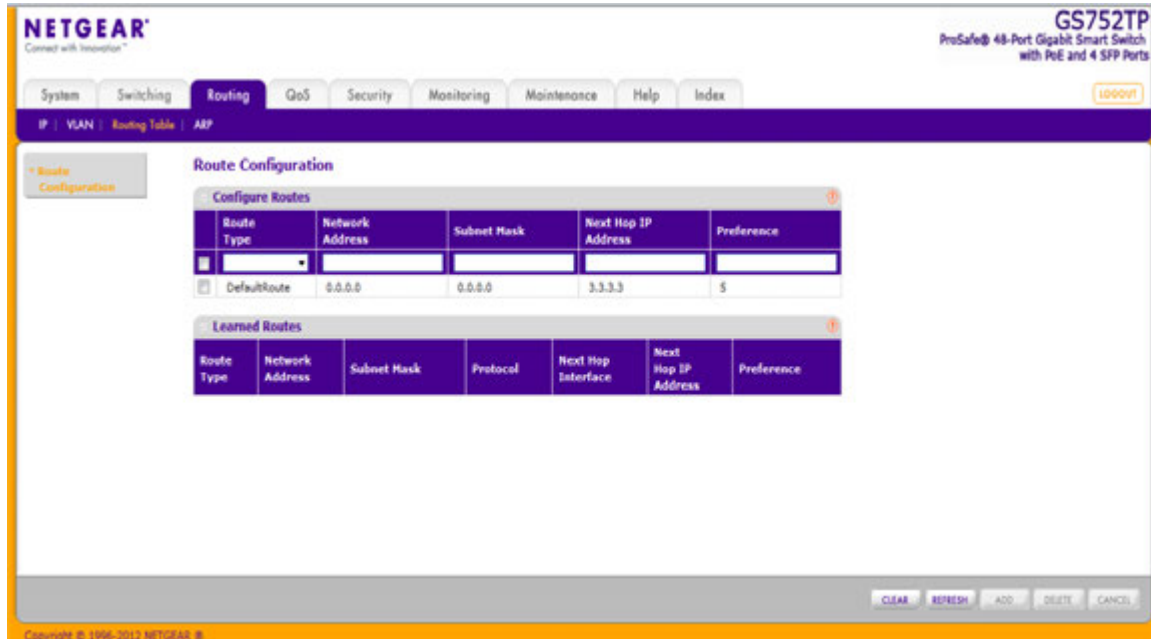 NETGEAR®
Connect with Innovation™
GS752TP
ProSafe® 48-Port Gigabit Smart Switch
with PoE and 4 SFP Ports
System Switching Routing QoS Security Monitoring Maintenance Help Index
LOGOUT
IP | VLAN | Routing Table | ARP
Route
Configuration
Route Configuration
Configure Routes
Route Type Network Address Subnet Mask Next Hop IP Address Preference
DefaultRoute 0.0.0.0 0.0.0.0 3.3.3.3 5
Learned Routes
Route Type Network Address Subnet Mask Protocol Next Hop Interface Next Hop IP Address Preference
CLEAR REFRESH ADD DELETE CANCEL
Copyright © 1996-2012 NETGEAR ®